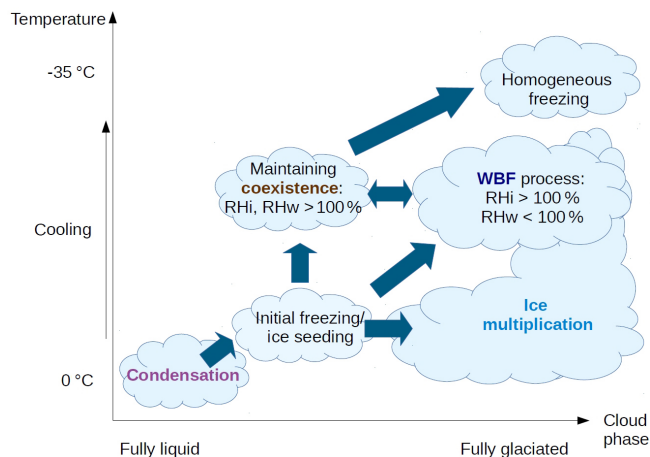 Temperature
-35 °C
Homogeneous
freezing
Maintaining
coexistence:
RHi, RHw > 100 %
WBF process:
RHi > 100 %
RHw < 100 %
Cooling
Initial freezing/
ice seeding
Ice
multiplication
Condensation
0 °C
Cloud
phase
Fully liquid
Fully glaciated